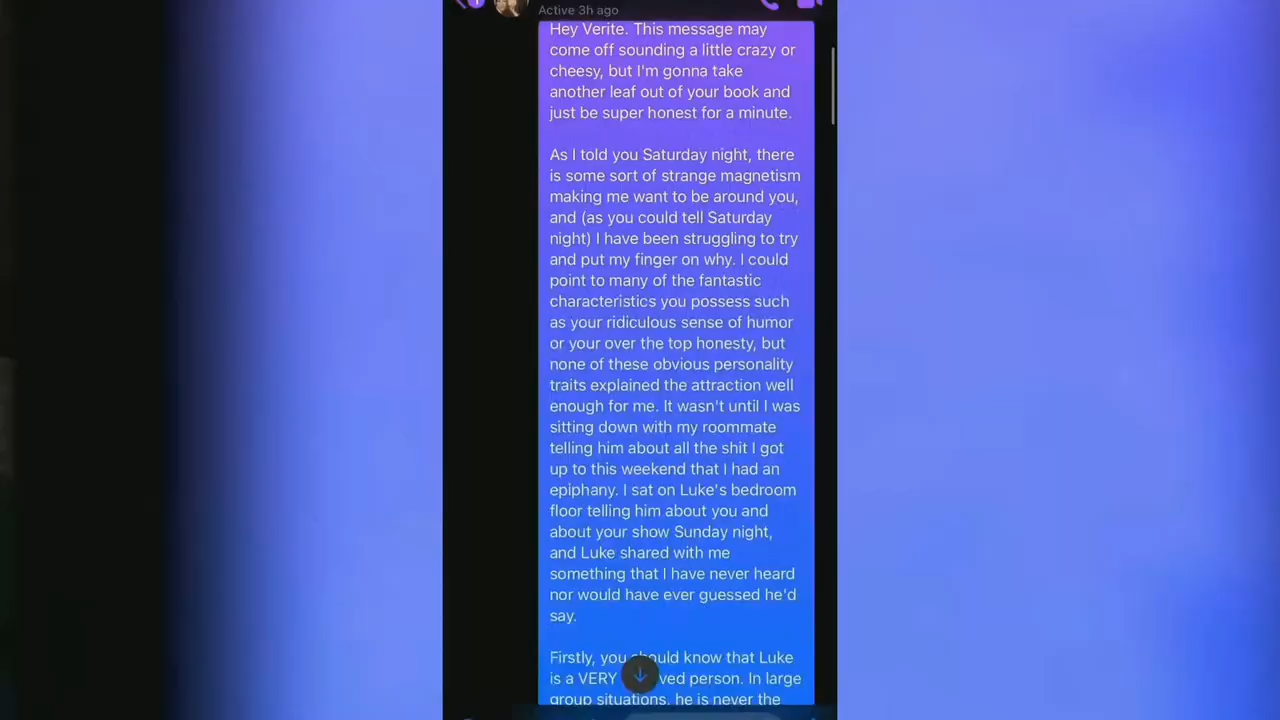 Active 3h ago
Hey Verite. This message may
come off sounding a little crazy or
cheesy, but I'm gonna take
another leaf out of your book and
just be super honest for a minute.
As I told you Saturday night, there
is some sort of strange magnetism
making me want to be around you,
and (as you could tell Saturday
night) I have been struggling to try
and put my finger on why. I could
point to many of the fantastic
characteristics you possess such
as your ridiculous sense of humor
or your over the top honesty, but
none of these obvious personality
traits explained the attraction well
enough for me. It wasn't until I was
sitting down with my roommate
telling him about all the shit I got
up to this weekend that I had an
epiphany. I sat on Luke's bedroom
floor telling him about you and
about your show Sunday night,
and Luke shared with me
something that I have never heard
nor would have ever guessed he'd
say.
Firstly, you should know that Luke
is a VERY person. In large
group situations, he is never the